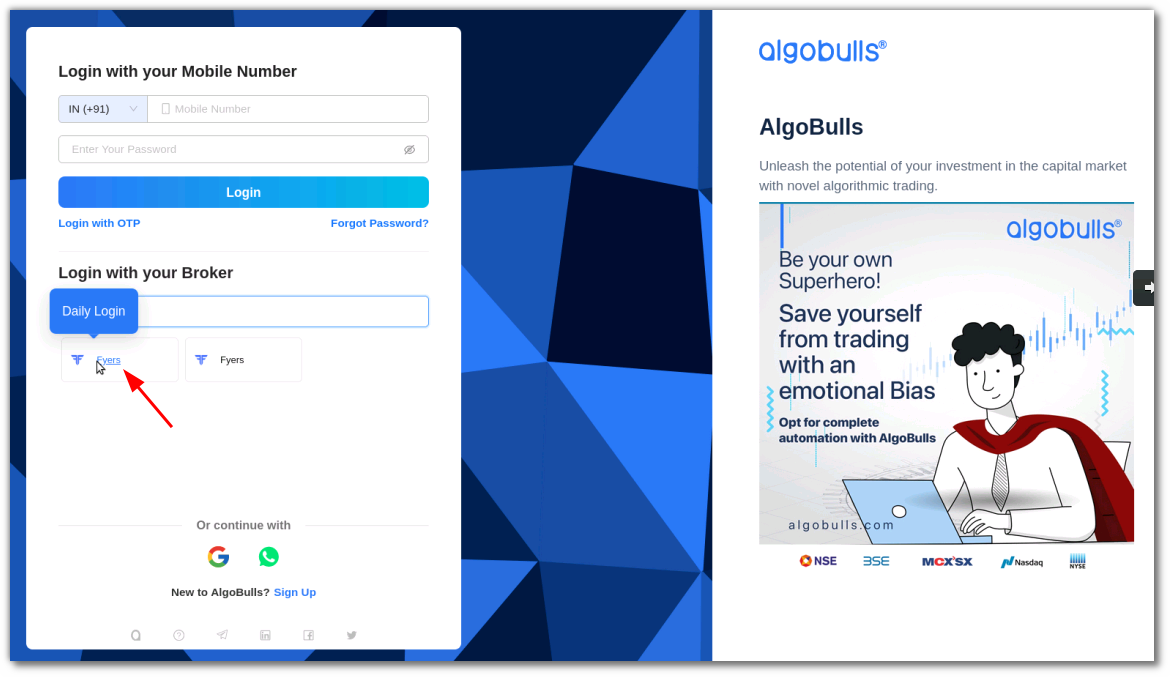 Login with your Mobile Number
IN (+91)
Mobile Number
Enter Your Password
Login
Login with OTP
Forgot Password?
Login with your Broker
Daily Login
Fyers
Fyers
Or continue with
New to AlgoBulls? Sign Up
algobulls®
AlgoBulls
Unleash the potential of your investment in the capital market
with novel algorithmic trading.
algobulls®
Be your own
Superhero!
Save yourself
from trading
with an
emotional Bias
Opt for complete
automation with AlgoBulls
algobulls.com
NSE
BSE
MCX'SX
Nasdaq
NYSE